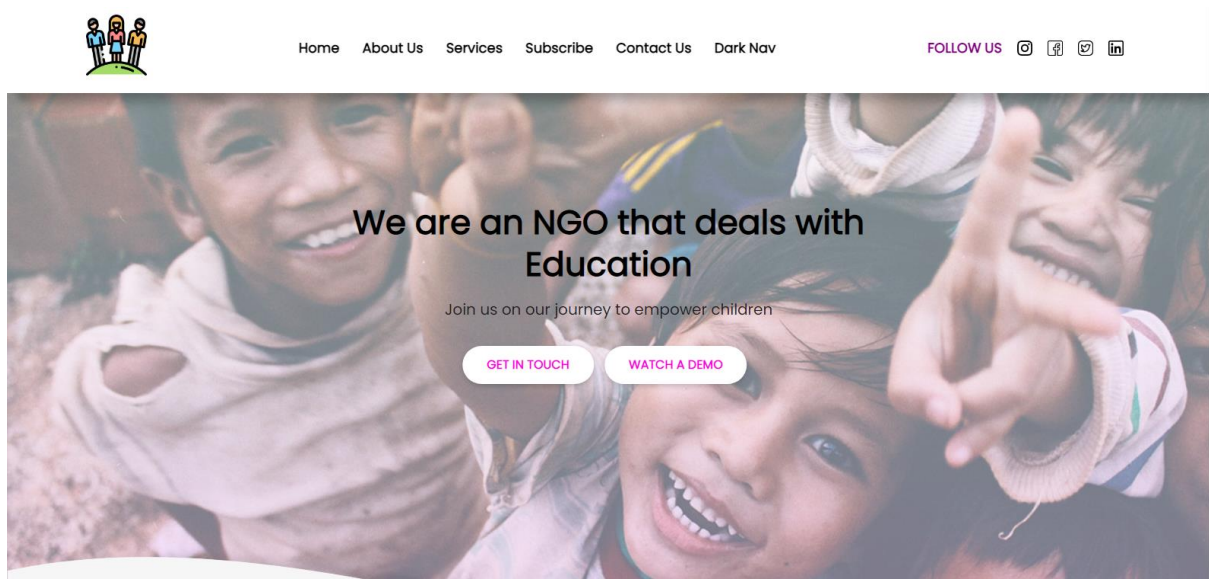 Home About Us Services Subscribe Contact Us Dark Nav FOLLOW US
We are an NGO that deals with
Education
Join us on our journey to empower children
GET IN TOUCH WATCH A DEMO